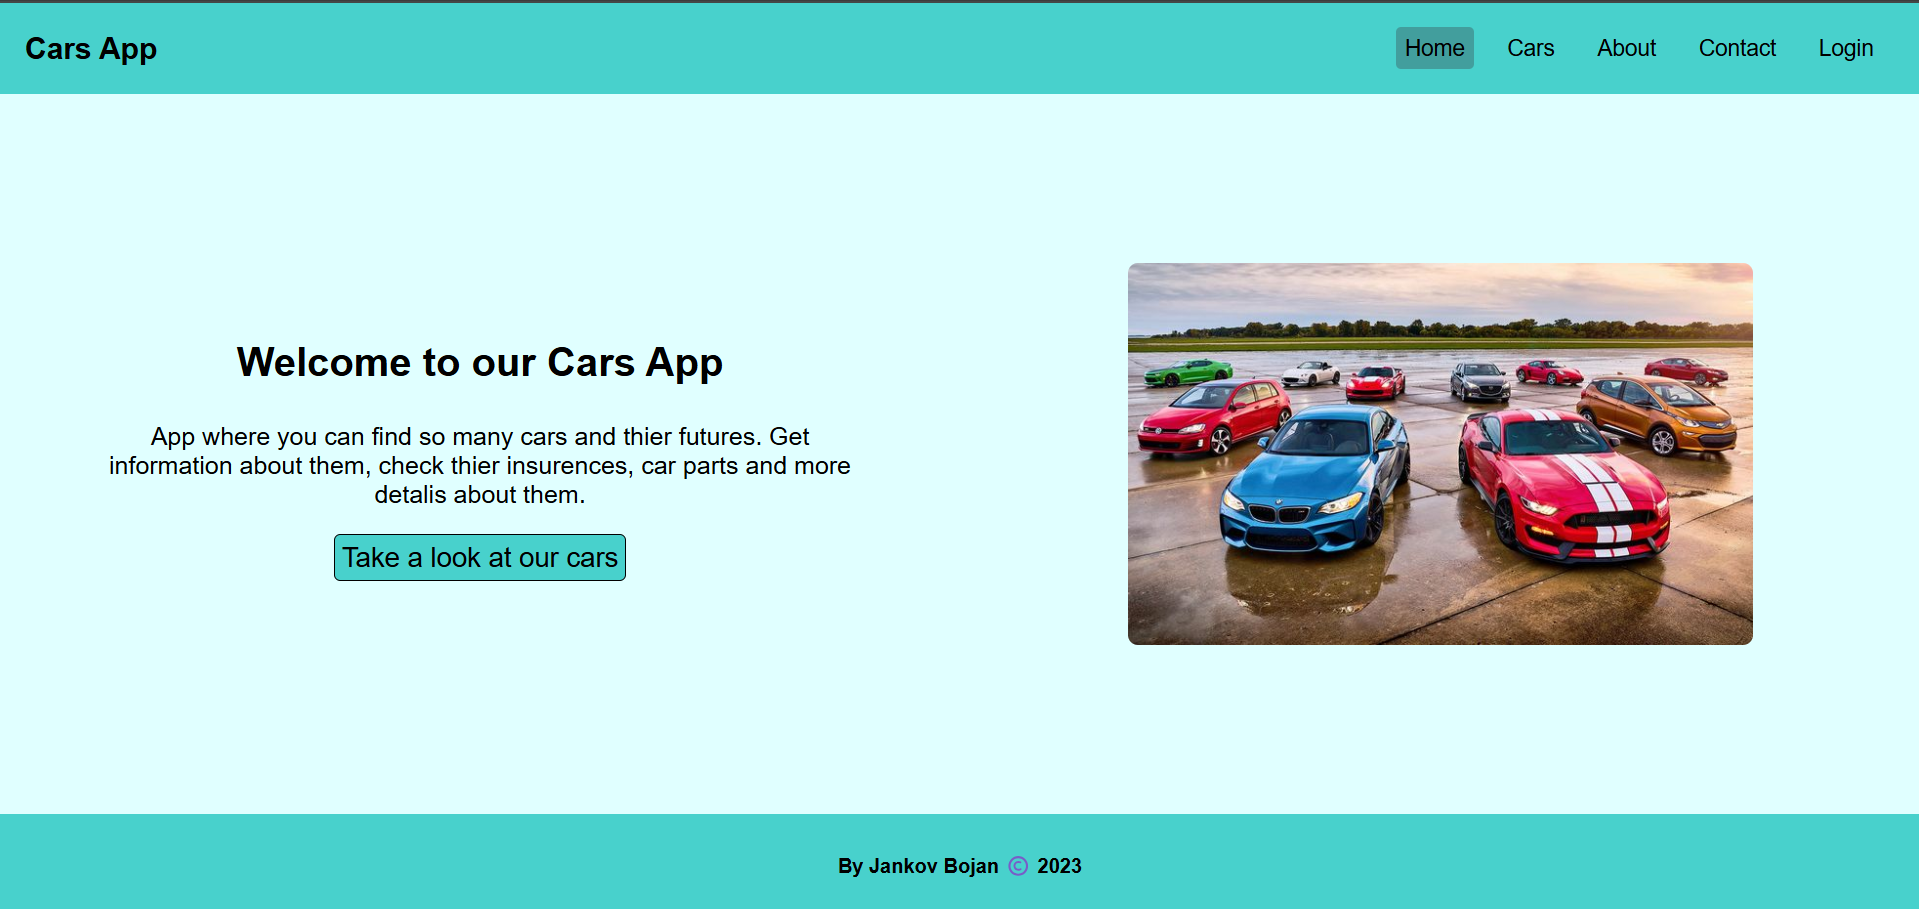 Cars App
Home
Cars
About
Contact
Login
Welcome to our Cars App
App where you can find so many cars and thier futures. Get
information about them, check thier insurences, car parts and more
detalis about them.
Take a look at our cars
By Jankov Bojan © 2023